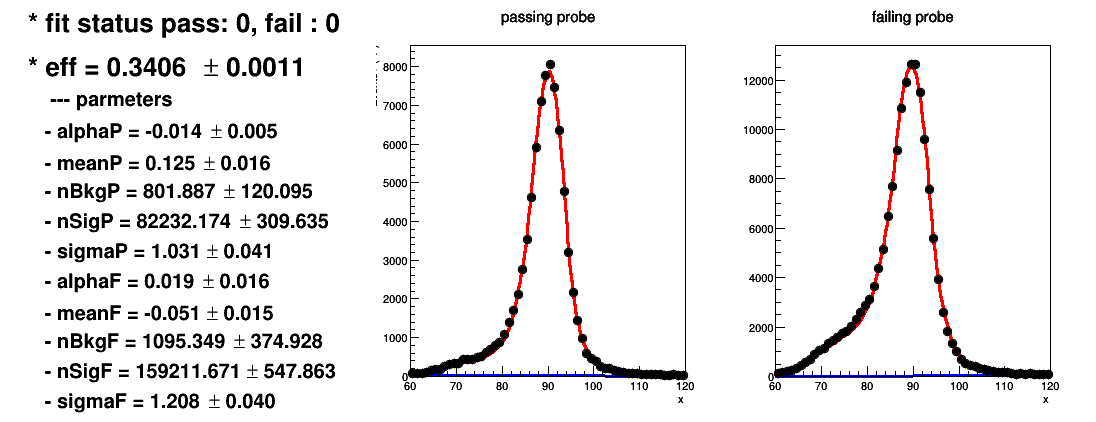 * fit status pass: 0, fail : 0
* eff = 0.3406 ± 0.0011
--- parmeters
- alphaP = -0.014 ± 0.005
- meanP = 0.125 ± 0.016
- nBkgP = 801.887 ± 120.095
- nSigP = 82232.174 ± 309.635
- sigmaP = 1.031 ± 0.041
- alphaF = 0.019 ± 0.016
- meanF = -0.051 ± 0.015
- nBkgF = 1095.349 ± 374.928
- nSigF = 159211.671 ± 547.863
- sigmaF = 1.208 ± 0.040
passing probe
8000
7000
6000
5000
4000
3000
2000
1000
0
60 70 80 90 100 110 120
x
failing probe
12000
10000
8000
6000
4000
2000
0
60 70 80 90 100 110 120
x